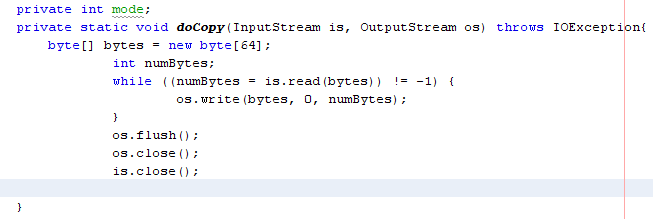 private int mode;
private static void doCopy(InputStream is, OutputStream os) throws IOException{
byte[] bytes = new byte[64];
int numBytes;
while ((numBytes = is.read(bytes)) != -1) {
os.write(bytes, 0, numBytes);
}
os.flush();
os.close();
is.close();
}